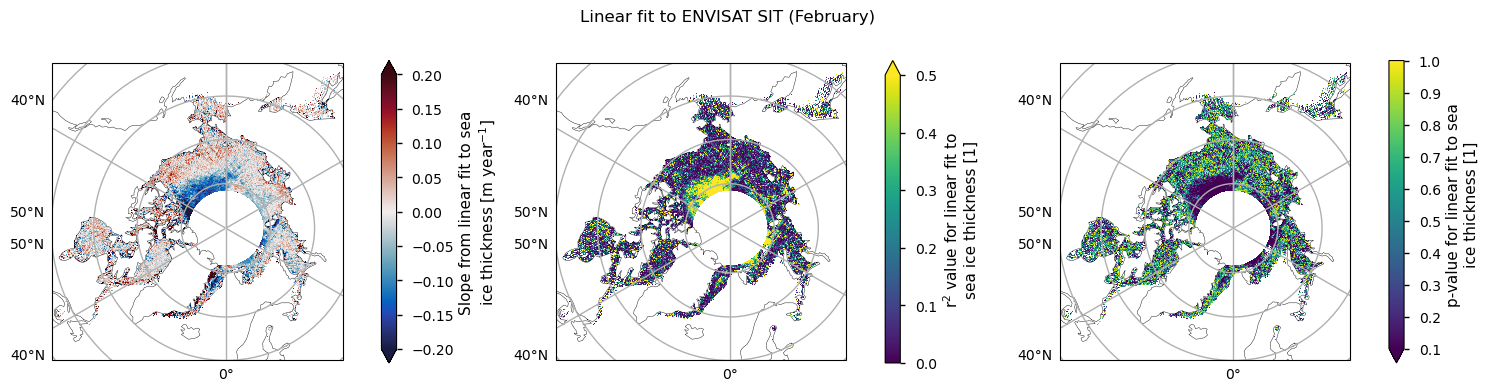 Linear fit to ENVISAT SIT (February)
40°N
50°N
50°N
40°N
0°
0.20
0.15
0.10
0.05
0.00
−0.05
−0.10
−0.15
−0.20
Slope from linear fit to sea
ice thickness [m year⁻¹]
40°N
50°N
50°N
40°N
0°
0.5
0.4
0.3
0.2
0.1
0.0
r² value for linear fit to
sea ice thickness [1]
40°N
50°N
50°N
40°N
0°
1.0
0.9
0.8
0.7
0.6
0.5
0.4
0.3
0.2
0.1
p-value for linear fit to sea
ice thickness [1]